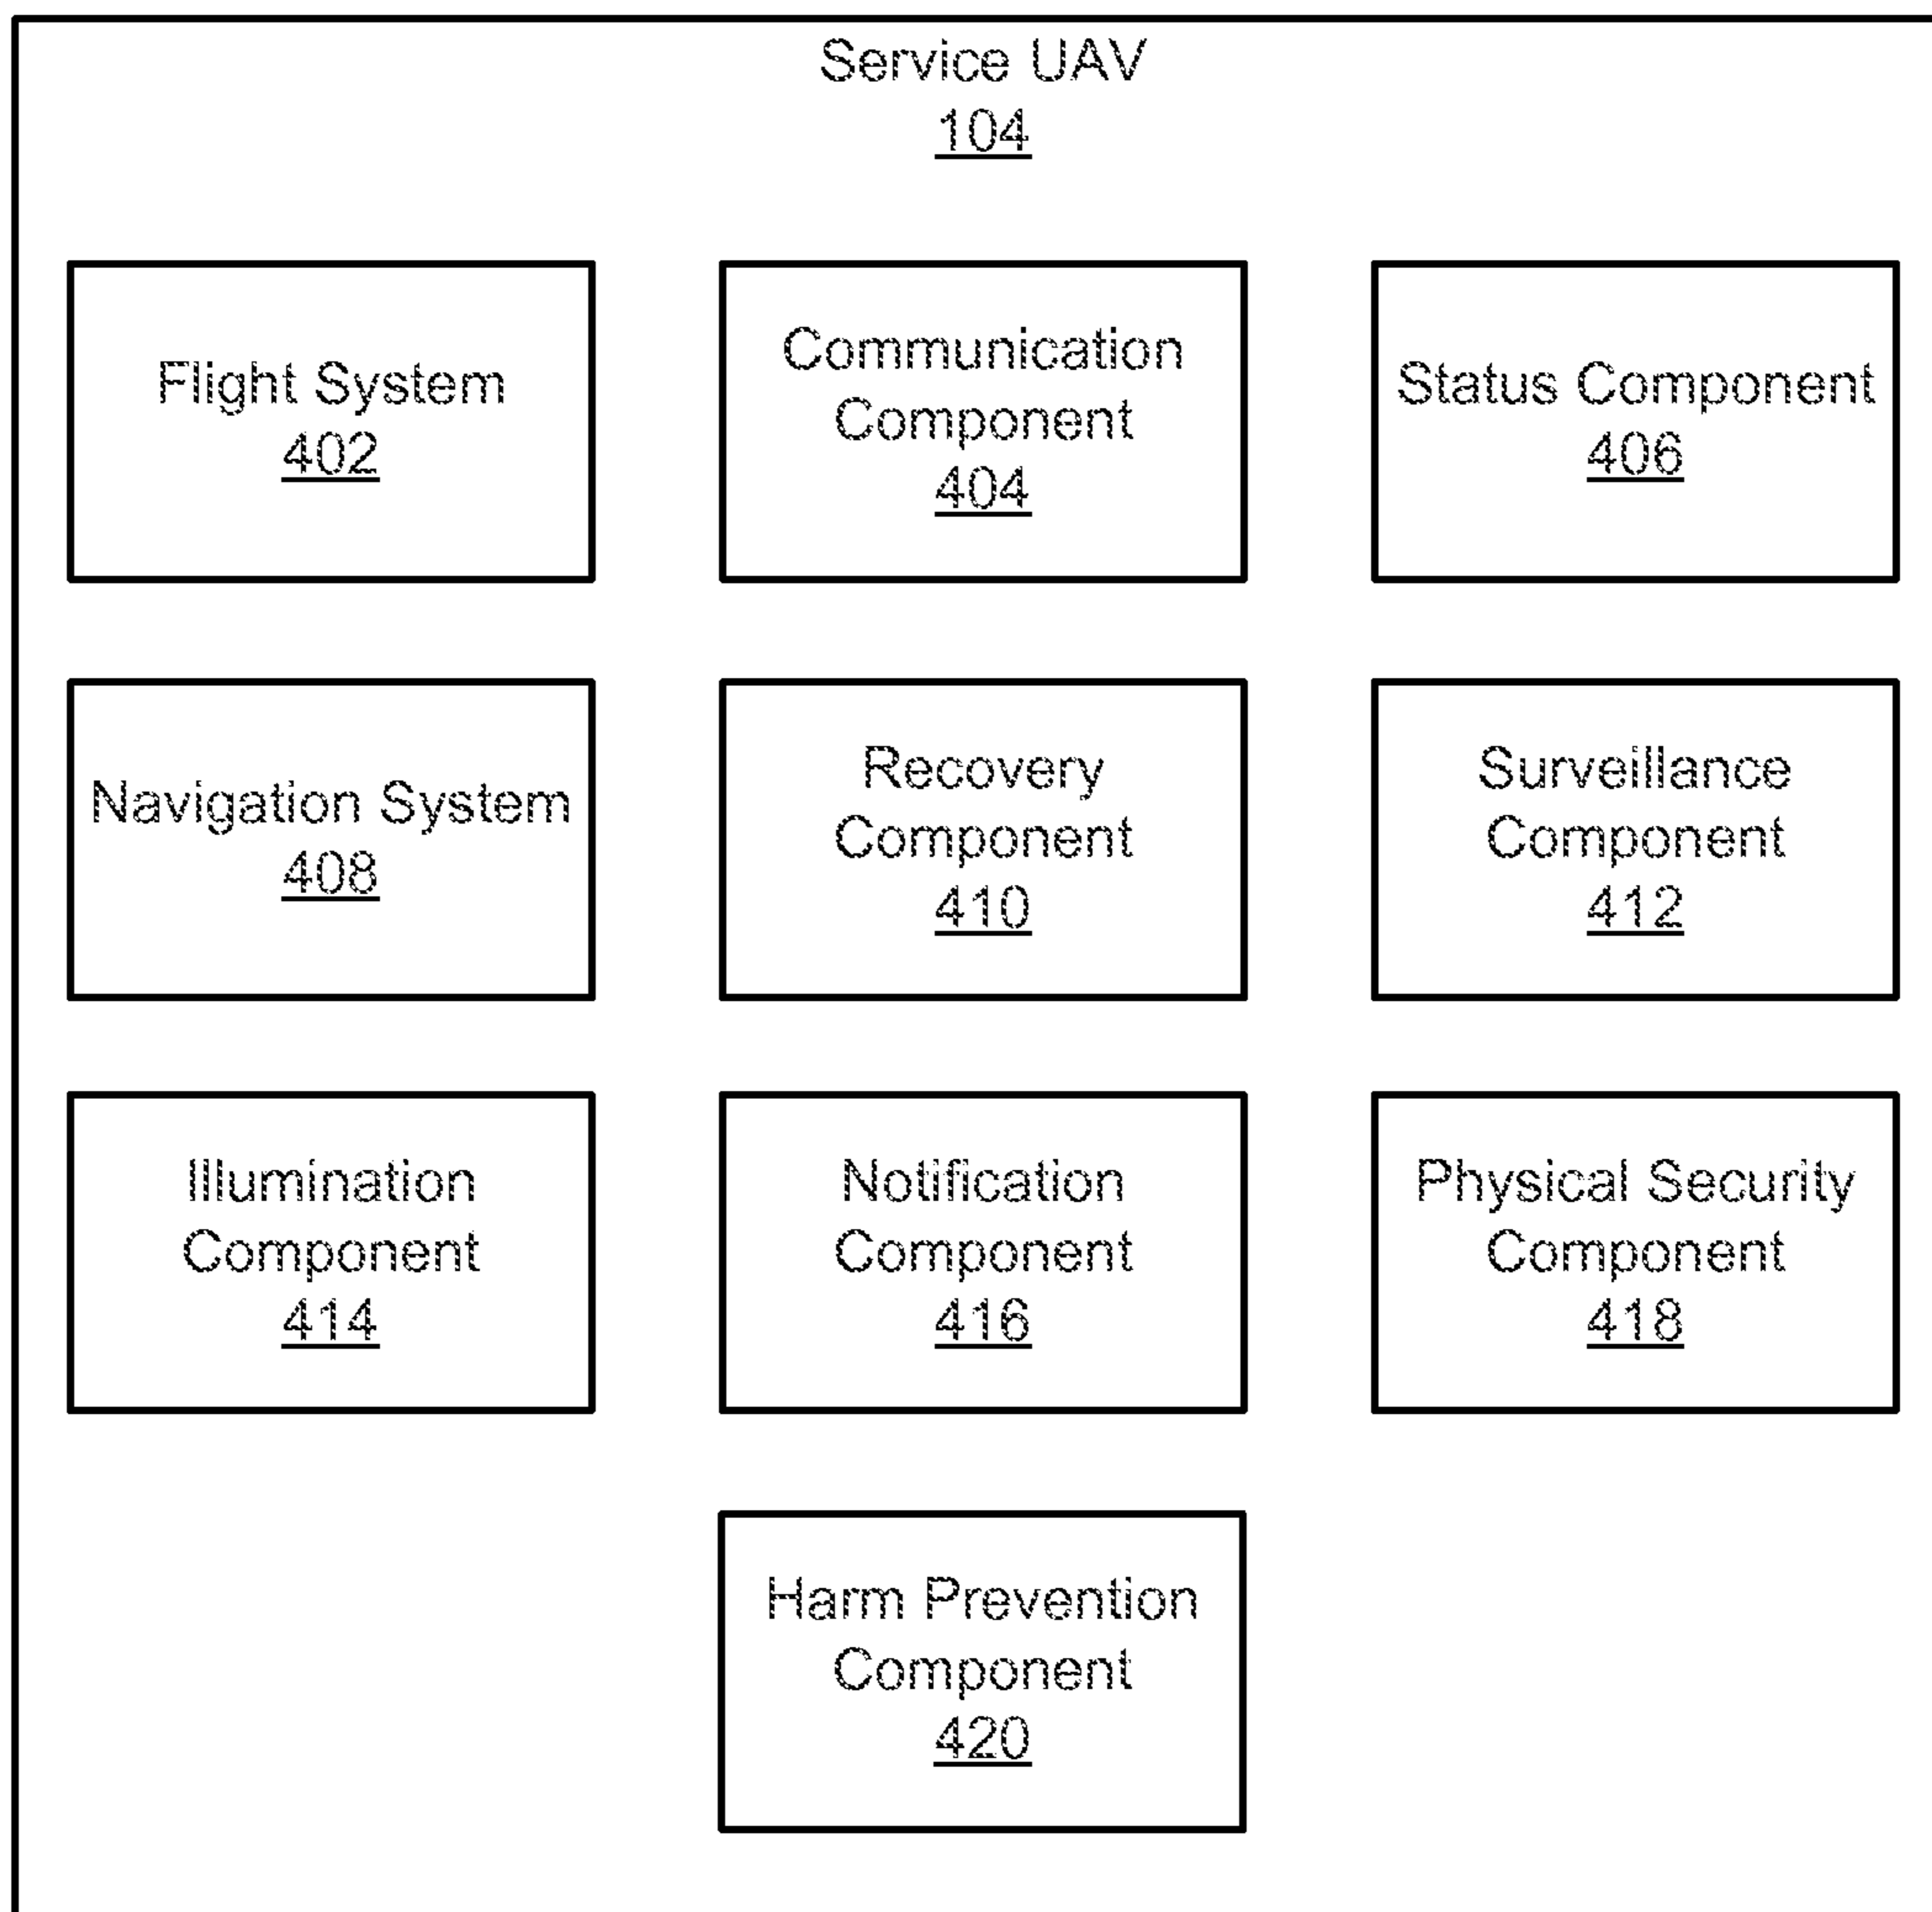 Service UAV
104
Flight System
402
Communication
Component
404
Status Component
406
Navigation System
408
Recovery
Component
410
Surveillance
Component
412
Illumination
Component
414
Notification
Component
416
Physical Security
Component
418
Harm Prevention
Component
420